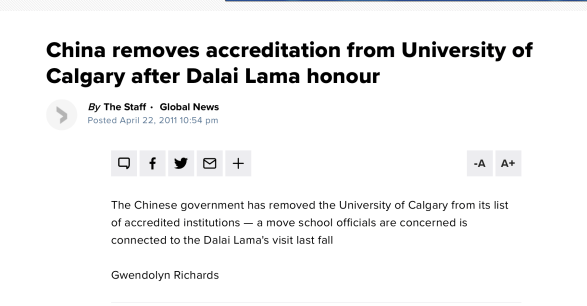 China removes accreditation from University of
Calgary after Dalai Lama honour
By The Staff · Global News
Posted April 22, 2011 10:54 pm
-A A+
The Chinese government has removed the University of Calgary from its list
of accredited institutions — a move school officials are concerned is
connected to the Dalai Lama's visit last fall
Gwendolyn Richards